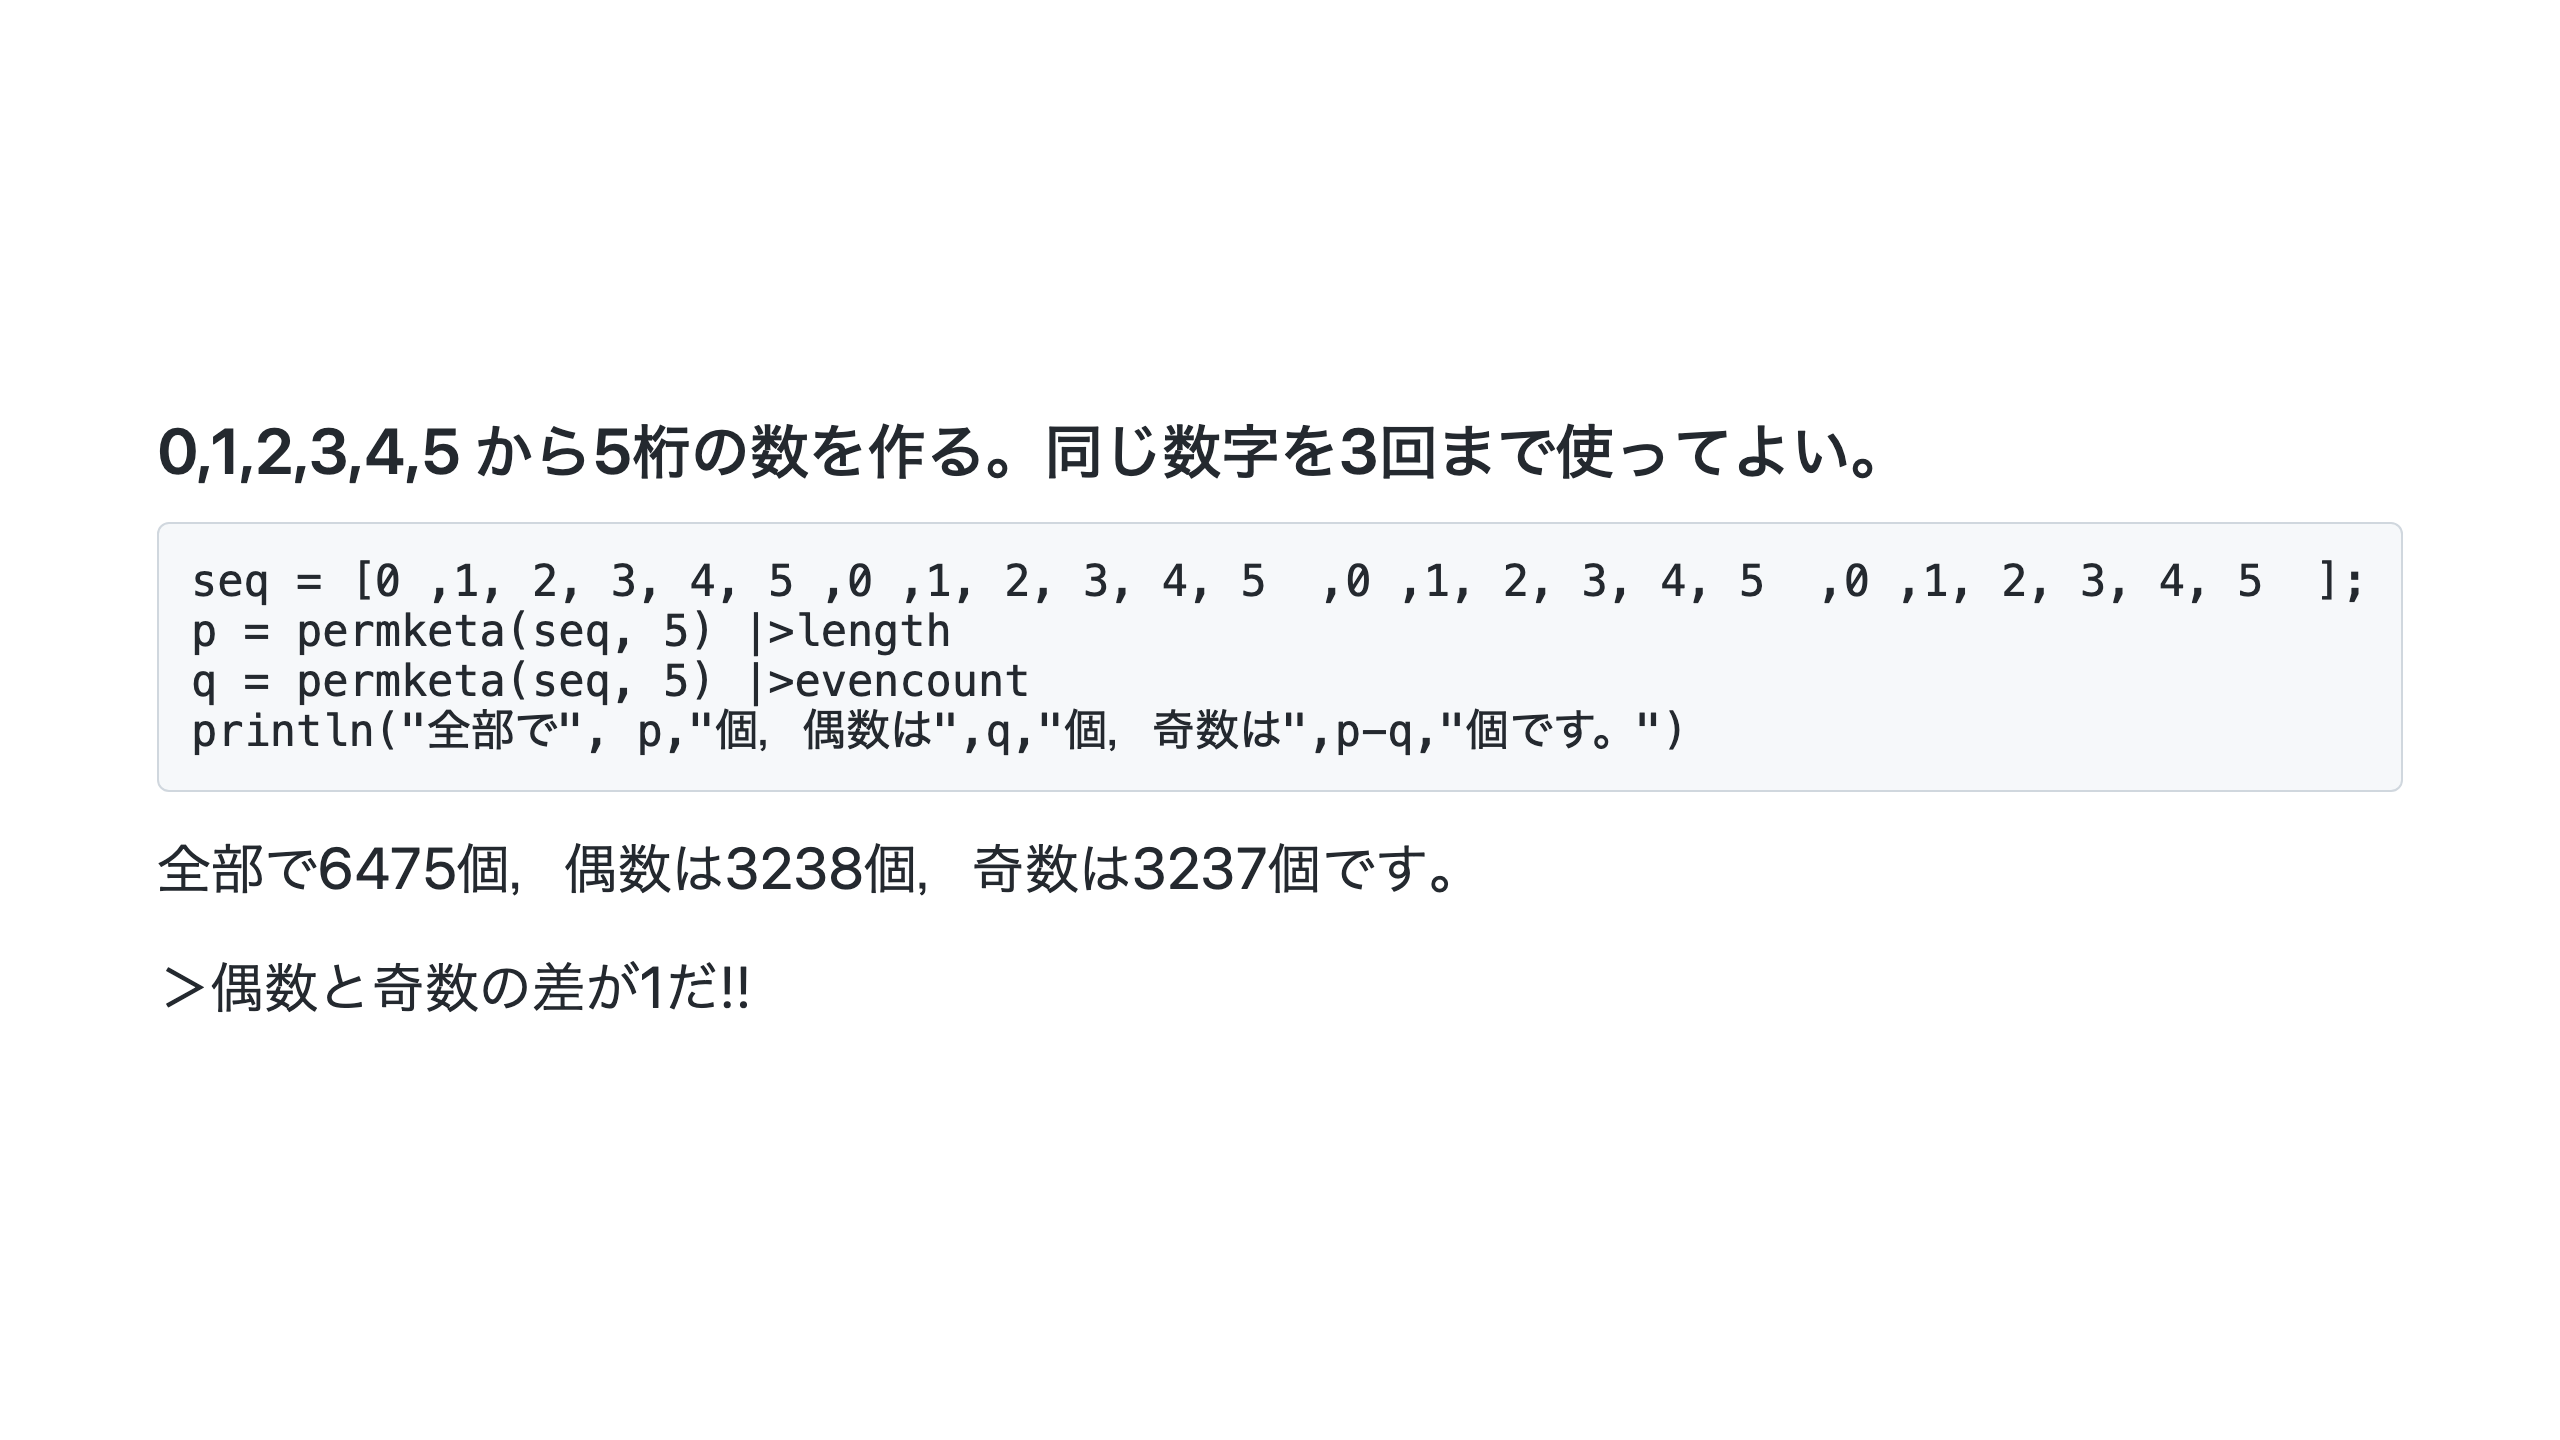 0,1,2,3,4,5 から5桁の数を作る。同じ数字を3回まで使ってよい。
seq = [0 ,1, 2, 3, 4, 5 ,0 ,1, 2, 3, 4, 5  ,0 ,1, 2, 3, 4, 5  ,0 ,1, 2, 3, 4, 5  ];
p = permketa(seq, 5) |>length
q = permketa(seq, 5) |>evencount
println("全部で", p,"個，偶数は",q,"個，奇数は",p-q,"個です。")
全部で6475個，偶数は3238個，奇数は3237個です。
＞偶数と奇数の差が1だ!!